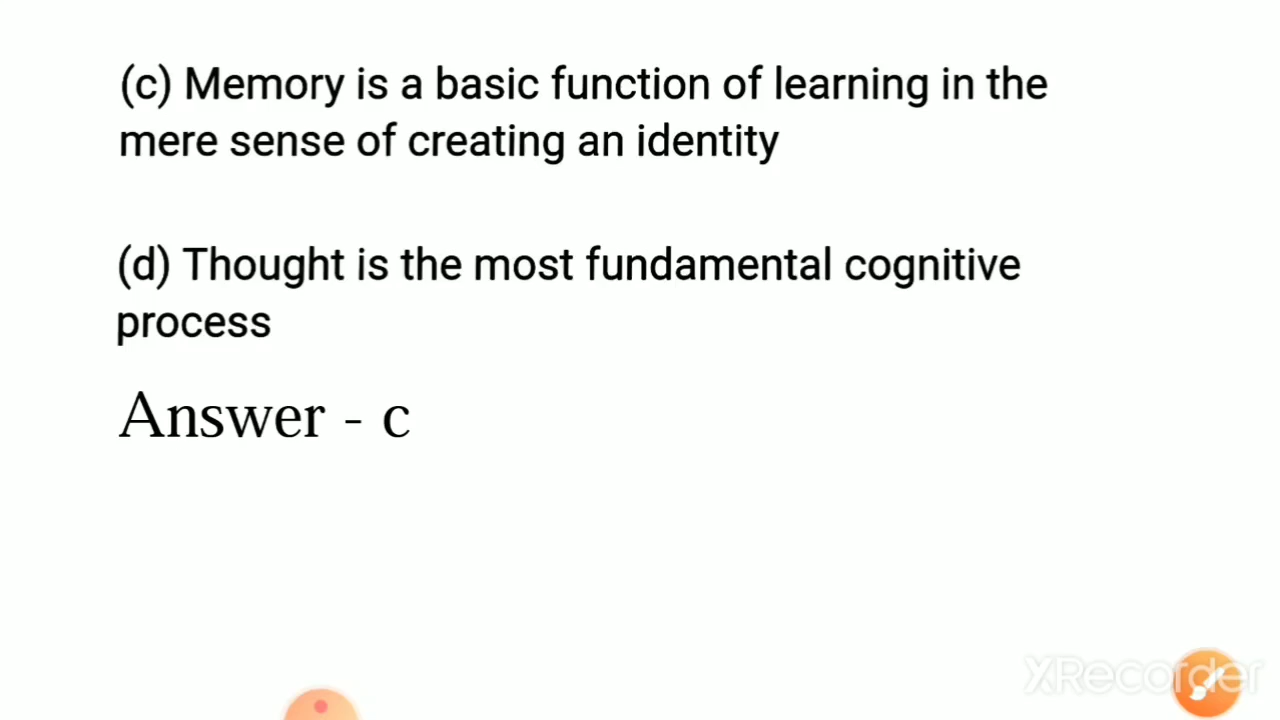 (c) Memory is a basic function of learning in the
mere sense of creating an identity
(d) Thought is the most fundamental cognitive
process
Answer - c
XRecorder